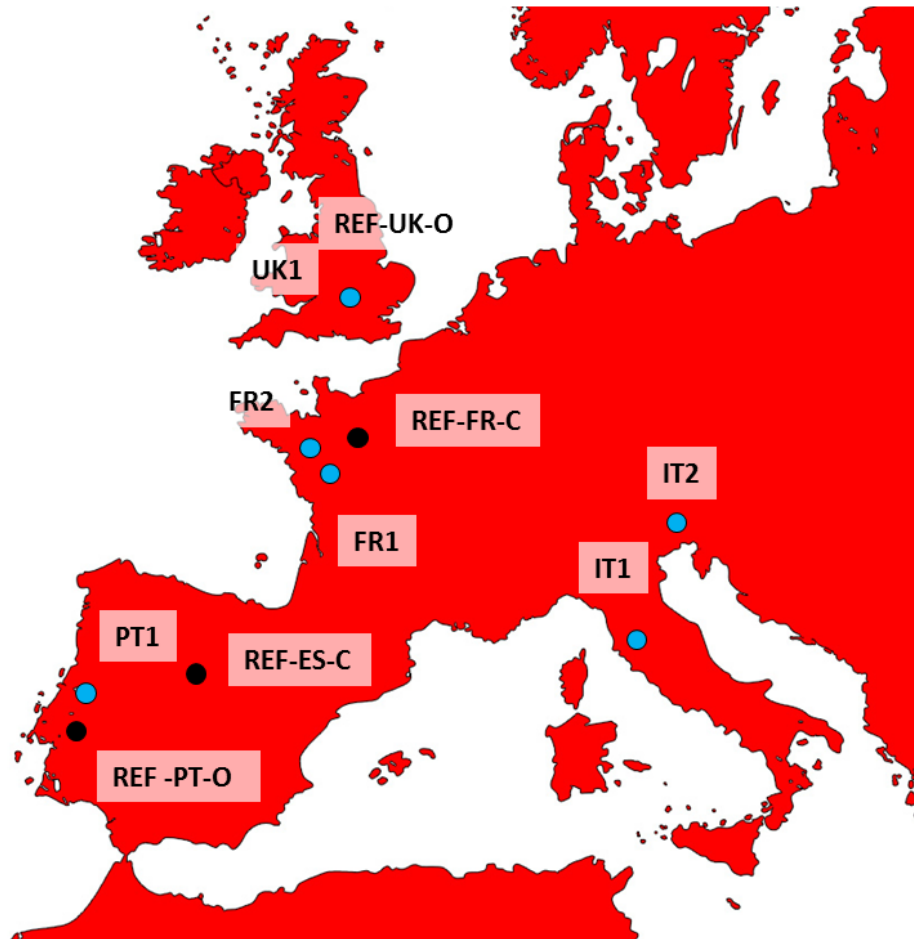 REF-UK-O
UK1
FR2
REF-FR-C
IT2
FR1
IT1
PT1
REF-ES-C
REF -PT-O